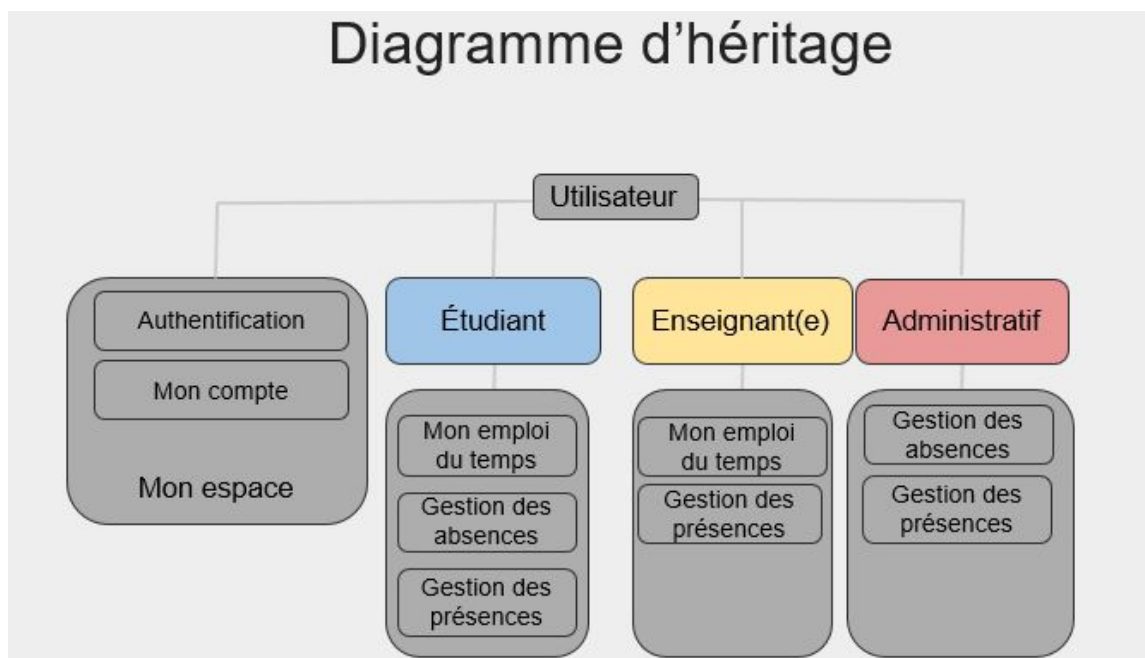 Diagramme d’héritage
Utilisateur
Authentification
Mon compte
Mon espace
Étudiant
Mon emploi
du temps
Gestion des
absences
Gestion des
présences
Enseignant(e)
Mon emploi
du temps
Gestion des
présences
Administratif
Gestion des
absences
Gestion des
présences